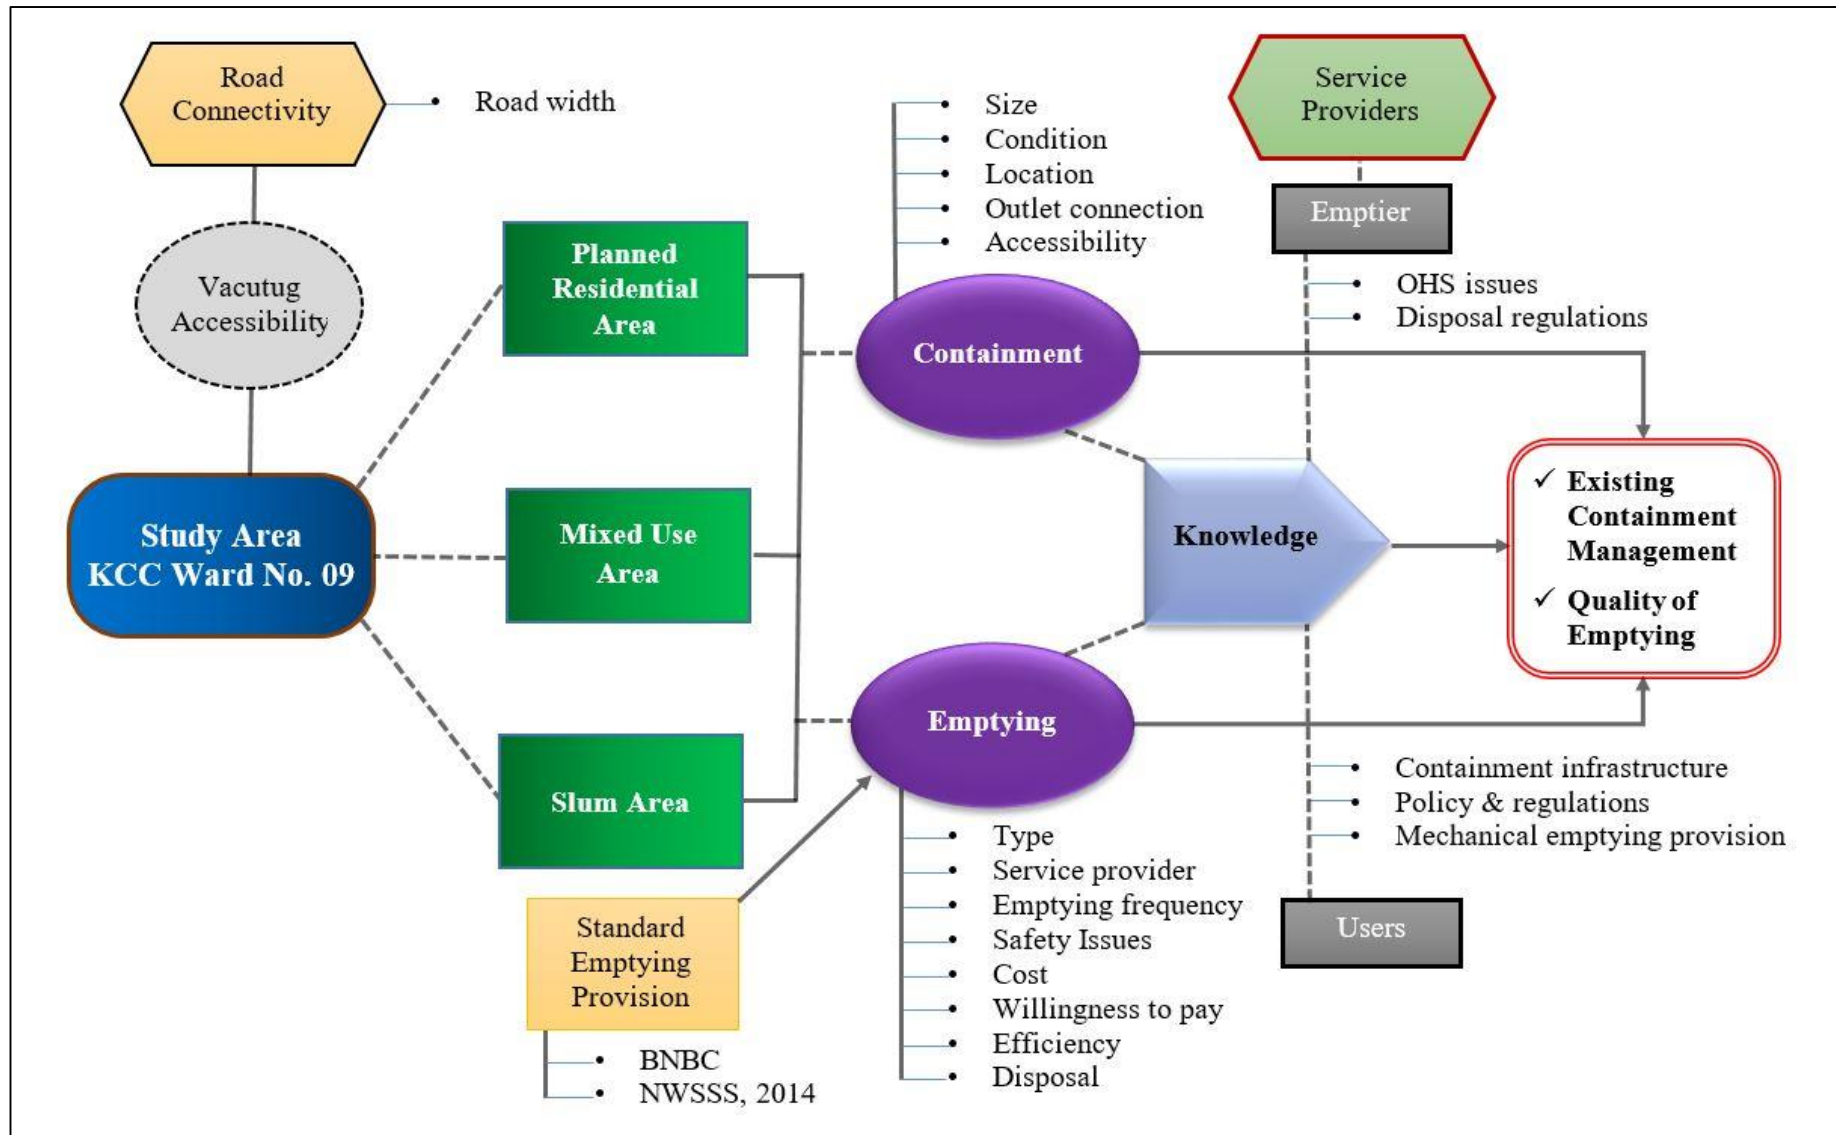 Road
Connectivity
Road width
Vacutug
Accessibility
Study Area
KCC Ward No. 09
Planned
Residential
Area
Mixed Use
Area
Slum Area
Standard
Emptying
Provision
BNBC
NWSSS, 2014
Size
Condition
Location
Outlet connection
Accessibility
Containment
Emptying
Type
Service provider
Emptying frequency
Safety Issues
Cost
Willingness to pay
Efficiency
Disposal
Service
Providers
Emptier
OHS issues
Disposal regulations
Knowledge
Containment infrastructure
Policy & regulations
Mechanical emptying provision
Users
✓ Existing
Containment
Management
✓ Quality of
Emptying